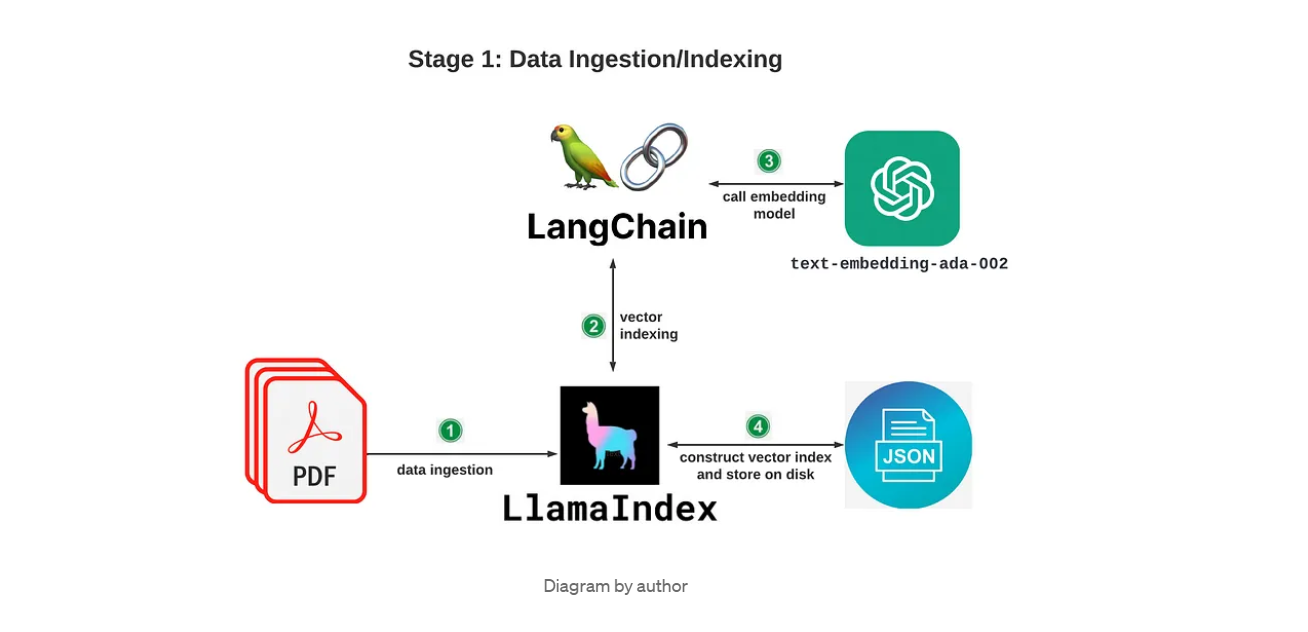 Stage 1: Data Ingestion/Indexing
3
call embedding
model
LangChain
text-embedding-ada-002
2
vector
indexing
1
data ingestion
PDF
4
construct vector index
and store on disk
JSON
LlamaIndex
Diagram by author